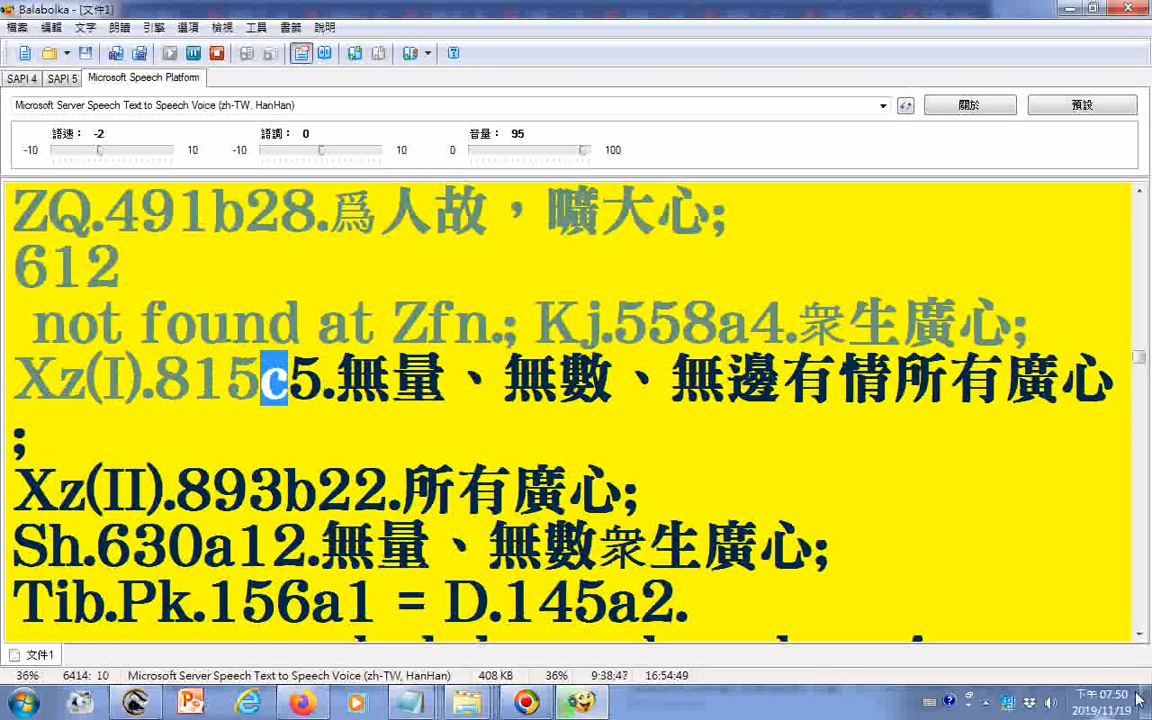 Balabolka - [文件1]
檔案 編輯 文字 朗讀 引擎 選項 檢視 工具 書籤 說明
SAPI 4 SAPI 5 Microsoft Speech Platform
Microsoft Server Speech Text to Speech Voice (zh-TW, HanHan) 關於 預設
語速： -2 語調： 0 音量： 95
-10 10 -10 10 0 100
ZQ.491b28.爲人故，曠大心;
612
not found at Zfn.; Kj.558a4.衆生廣心;
Xz(I).815c5.無量、無數、無邊有情所有廣心
;
Xz(II).893b22.所有廣心;
Sh.630a12.無量、無數衆生廣心;
Tib.Pk.156a1 = D.145a2.
文件1
36% 6414: 10 Microsoft Server Speech Text to Speech Voice (zh-TW, HanHan) 408 KB 36% 9:38:47 16:54:49
下午 07:50
2019/11/19